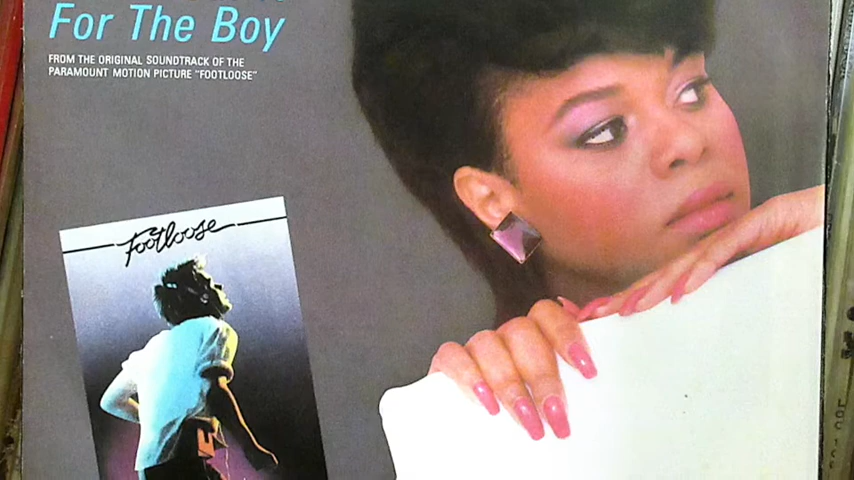 For The Boy
FROM THE ORIGINAL SOUNDTRACK OF THE
PARAMOUNT MOTION PICTURE "FOOTLOOSE"
Footloose